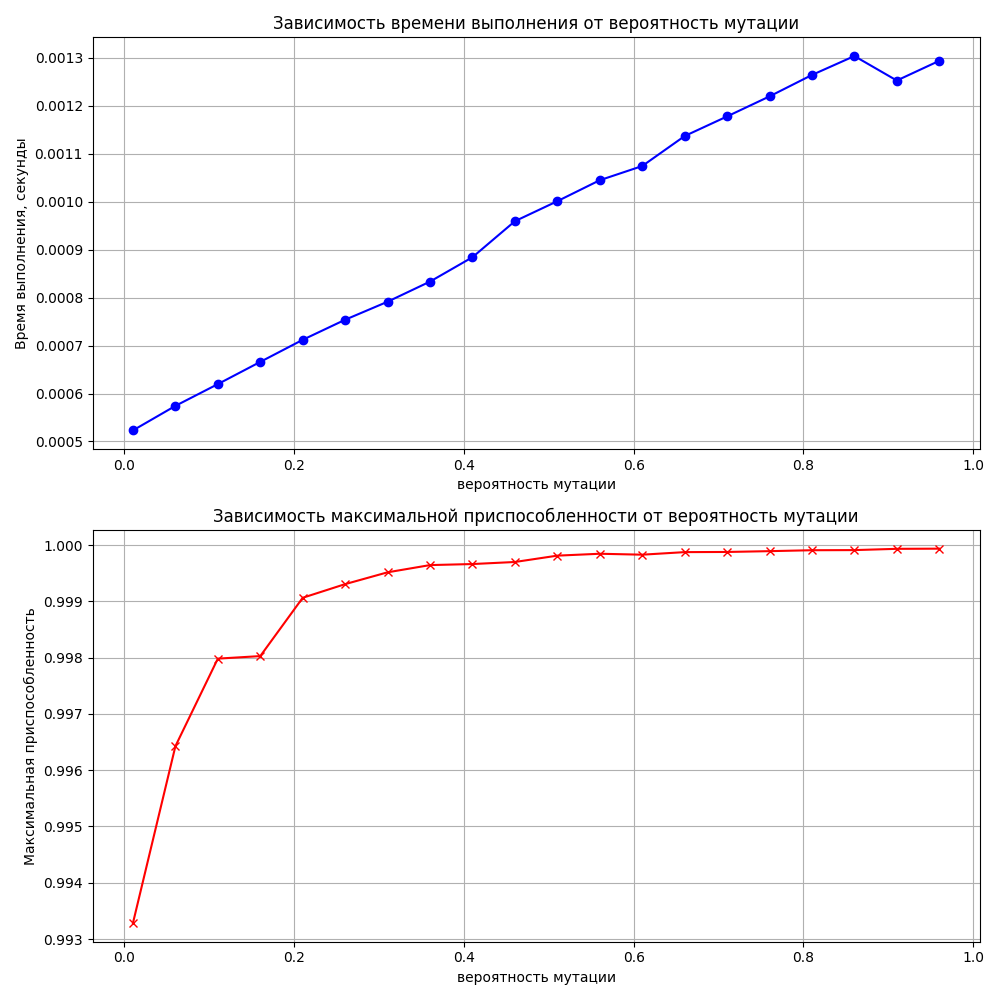 Зависимость времени выполнения от вероятность мутации
0.0013
0.0012
0.0011
0.0010
0.0009
0.0008
0.0007
0.0006
0.0005
Время выполнения, секунды
0.0 0.2 0.4 0.6 0.8 1.0
вероятность мутации
Зависимость максимальной приспособленности от вероятность мутации
1.000
0.999
0.998
0.997
0.996
0.995
0.994
0.993
Максимальная приспособленность
0.0 0.2 0.4 0.6 0.8 1.0
вероятность мутации